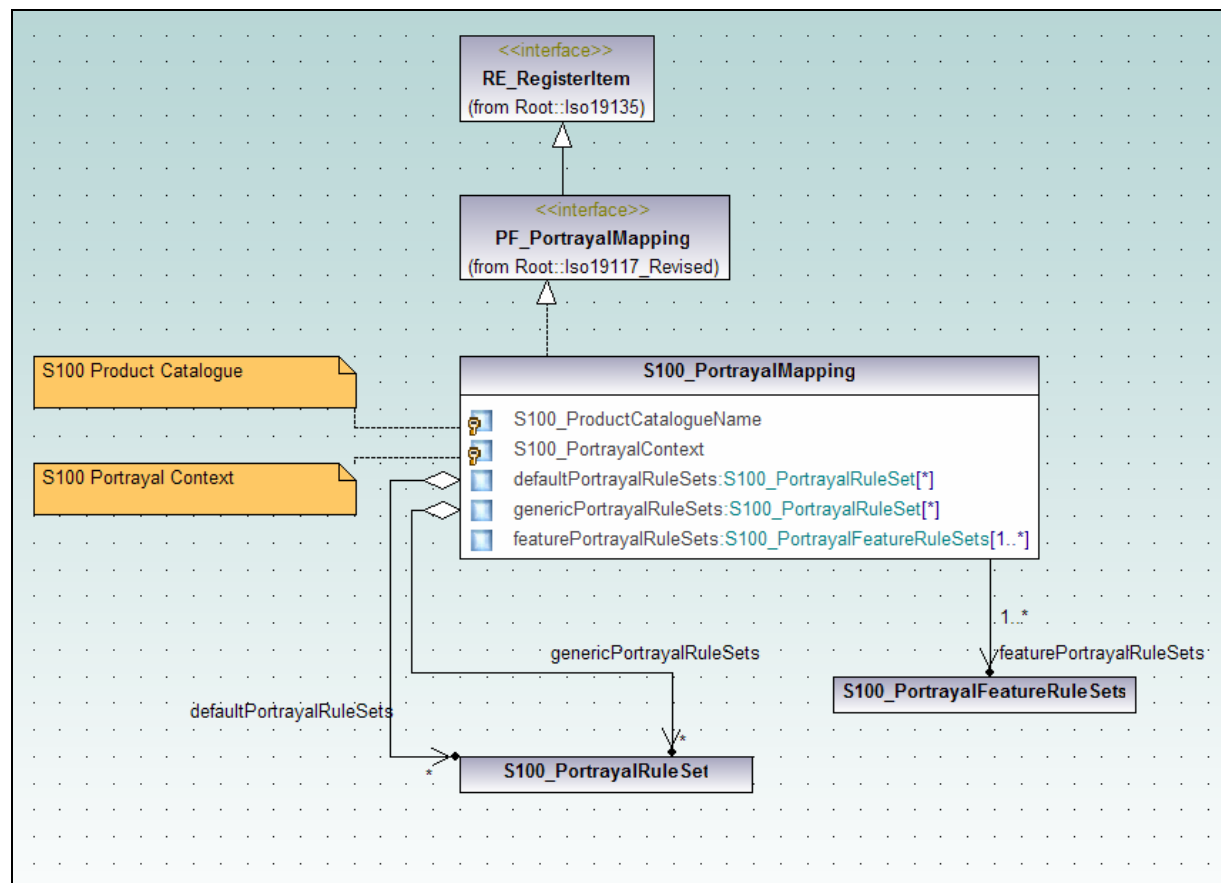 <<interface>>
RE_RegisterItem
(from Root::Iso19135)
<<interface>>
PF_PortrayalMapping
(from Root::Iso19117_Revised)
S100 Product Catalogue
S100 Portrayal Context
S100_PortrayalMapping
S100_ProductCatalogueName
S100_PortrayalContext
defaultPortrayalRuleSets:S100_PortrayalRuleSet[*]
genericPortrayalRuleSets:S100_PortrayalRuleSet[*]
featurePortrayalRuleSets:S100_PortrayalFeatureRuleSets[1..*]
1..*
genericPortrayalRuleSets
featurePortrayalRuleSets
S100_PortrayalFeatureRuleSets
defaultPortrayalRuleSets
*
*
S100_PortrayalRuleSet